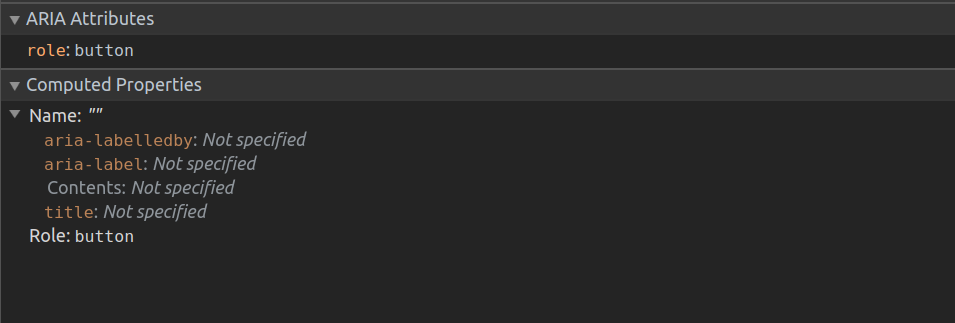 ARIA Attributes
role: button
Computed Properties
Name: ""
aria-labelledby: Not specified
aria-label: Not specified
Contents: Not specified
title: Not specified
Role: button